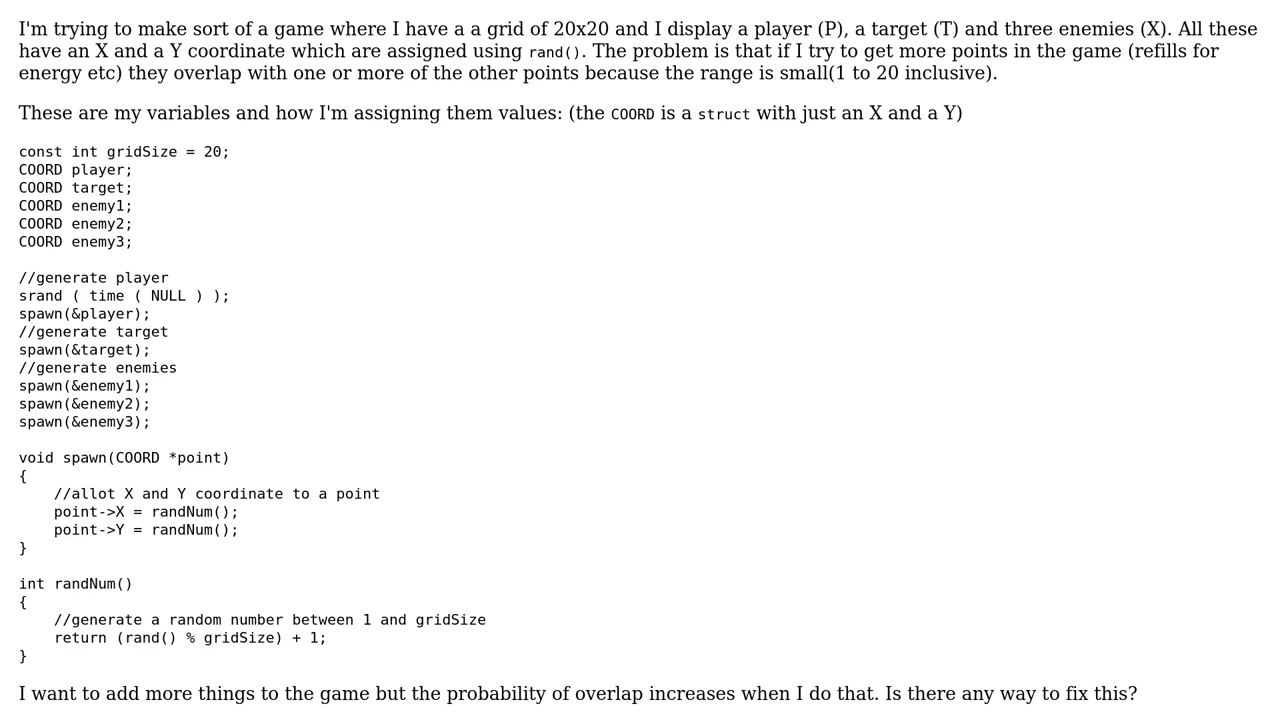 I'm trying to make sort of a game where I have a a grid of 20x20 and I display a player (P), a target (T) and three enemies (X). All these
have an X and a Y coordinate which are assigned using rand(). The problem is that if I try to get more points in the game (refills for
energy etc) they overlap with one or more of the other points because the range is small(1 to 20 inclusive).
These are my variables and how I'm assigning them values: (the COORD is a struct with just an X and a Y)
const int gridSize = 20;
COORD player;
COORD target;
COORD enemy1;
COORD enemy2;
COORD enemy3;
//generate player
srand ( time ( NULL ) );
spawn(&player);
//generate target
spawn(&target);
//generate enemies
spawn(&enemy1);
spawn(&enemy2);
spawn(&enemy3);
void spawn(COORD *point)
{
    //allot X and Y coordinate to a point
    point->X = randNum();
    point->Y = randNum();
}
int randNum()
{
    //generate a random number between 1 and gridSize
    return (rand() % gridSize) + 1;
}
I want to add more things to the game but the probability of overlap increases when I do that. Is there any way to fix this?